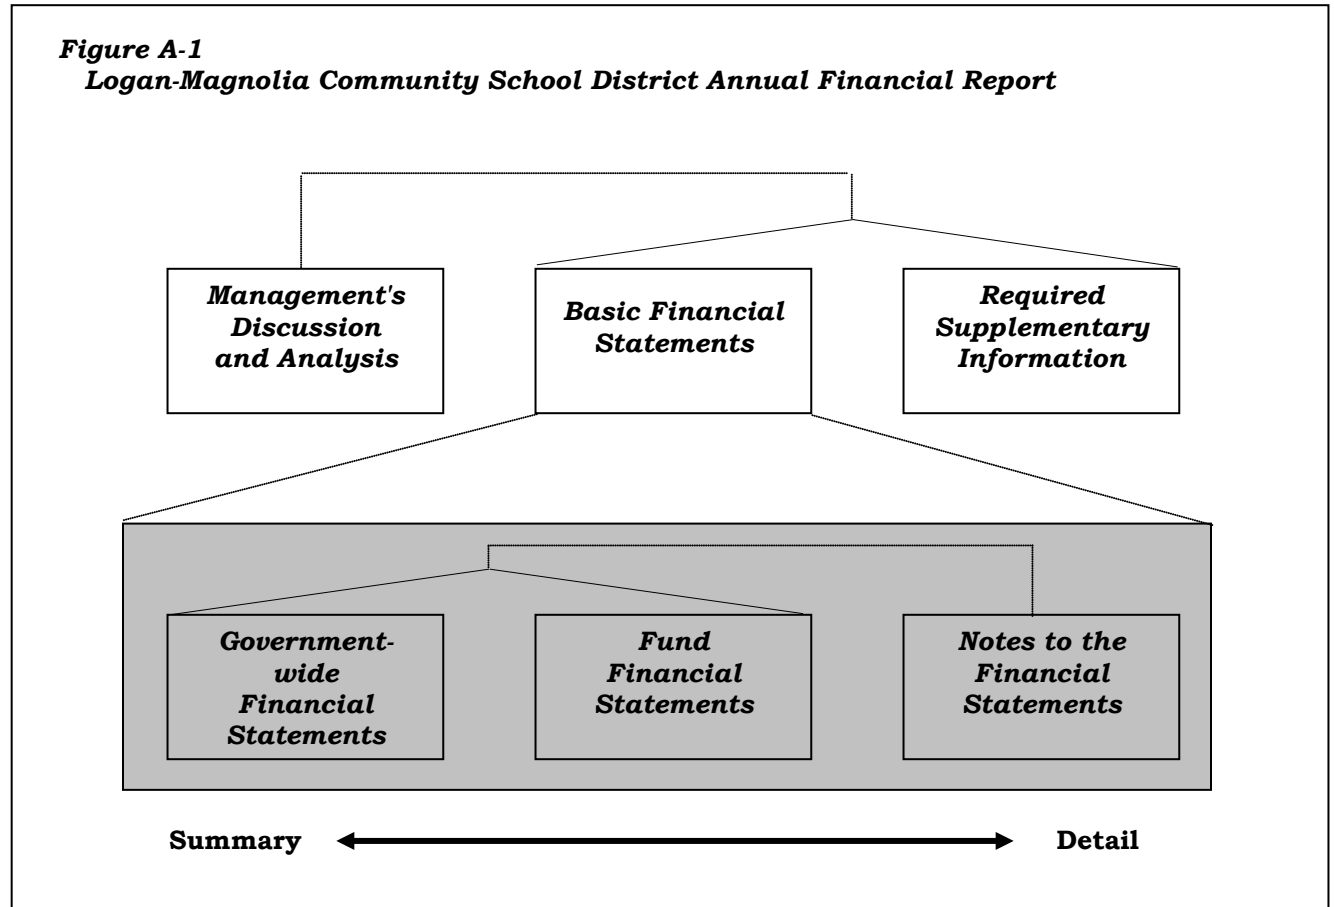 Figure A-1
Logan-Magnolia Community School District Annual Financial Report
Management's
Discussion
and Analysis
Basic Financial
Statements
Required
Supplementary
Information
Government-
wide
Financial
Statements
Fund
Financial
Statements
Notes to the
Financial
Statements
Summary
Detail